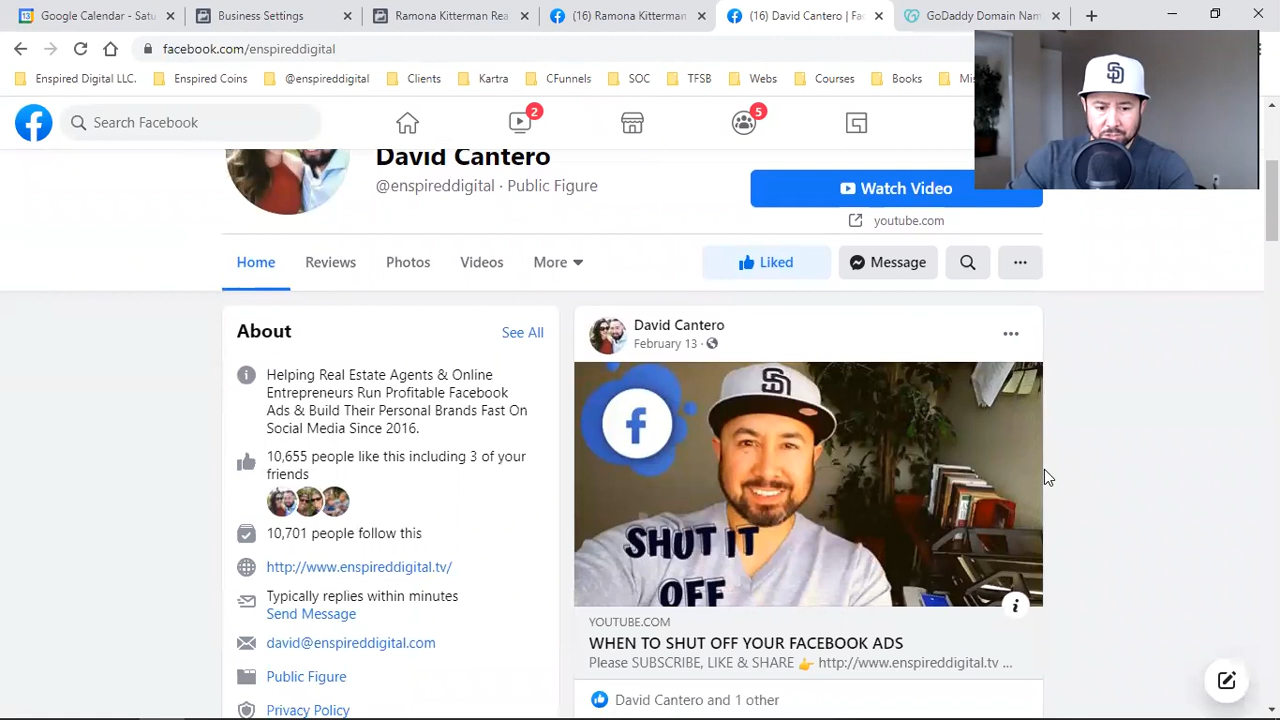 Google Calendar - Satu
Business Settings
Ramona Kitterman Rea
(16) Ramona Kitterman
(16) David Cantero | Fac
GoDaddy Domain Nam
facebook.com/enspireddigital
Enspired Digital LLC. Enspired Coins @enspireddigital Clients Kartra CFunnels SOC TFSB Webs Courses Books
Search Facebook
2
5
David Cantero
@enspireddigital · Public Figure
Watch Video
youtube.com
Home Reviews Photos Videos More
Liked Message
About
See All
Helping Real Estate Agents & Online
Entrepreneurs Run Profitable Facebook
Ads & Build Their Personal Brands Fast On
Social Media Since 2016.
10,655 people like this including 3 of your
friends
10,701 people follow this
http://www.enspireddigital.tv/
Typically replies within minutes
Send Message
david@enspireddigital.com
Public Figure
Privacy Policy
David Cantero
February 13 ·
SHUT IT
OFF
YOUTUBE.COM
WHEN TO SHUT OFF YOUR FACEBOOK ADS
Please SUBSCRIBE, LIKE & SHARE 👉 http://www.enspireddigital.tv ...
David Cantero and 1 other